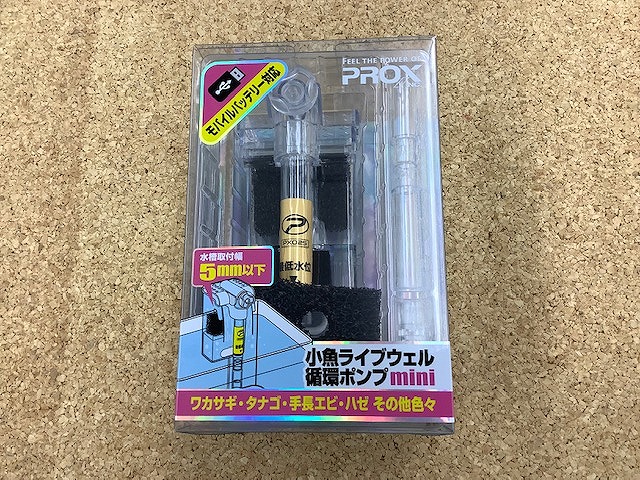 FEEL THE POWER OF
PROX
モバイルバッテリー対応
PX025
最低水位
水槽取付幅
5mm以下
小魚ライブウェル
循環ポンプmini
ワカサギ・タナゴ・手長エビ・ハゼ その他色々